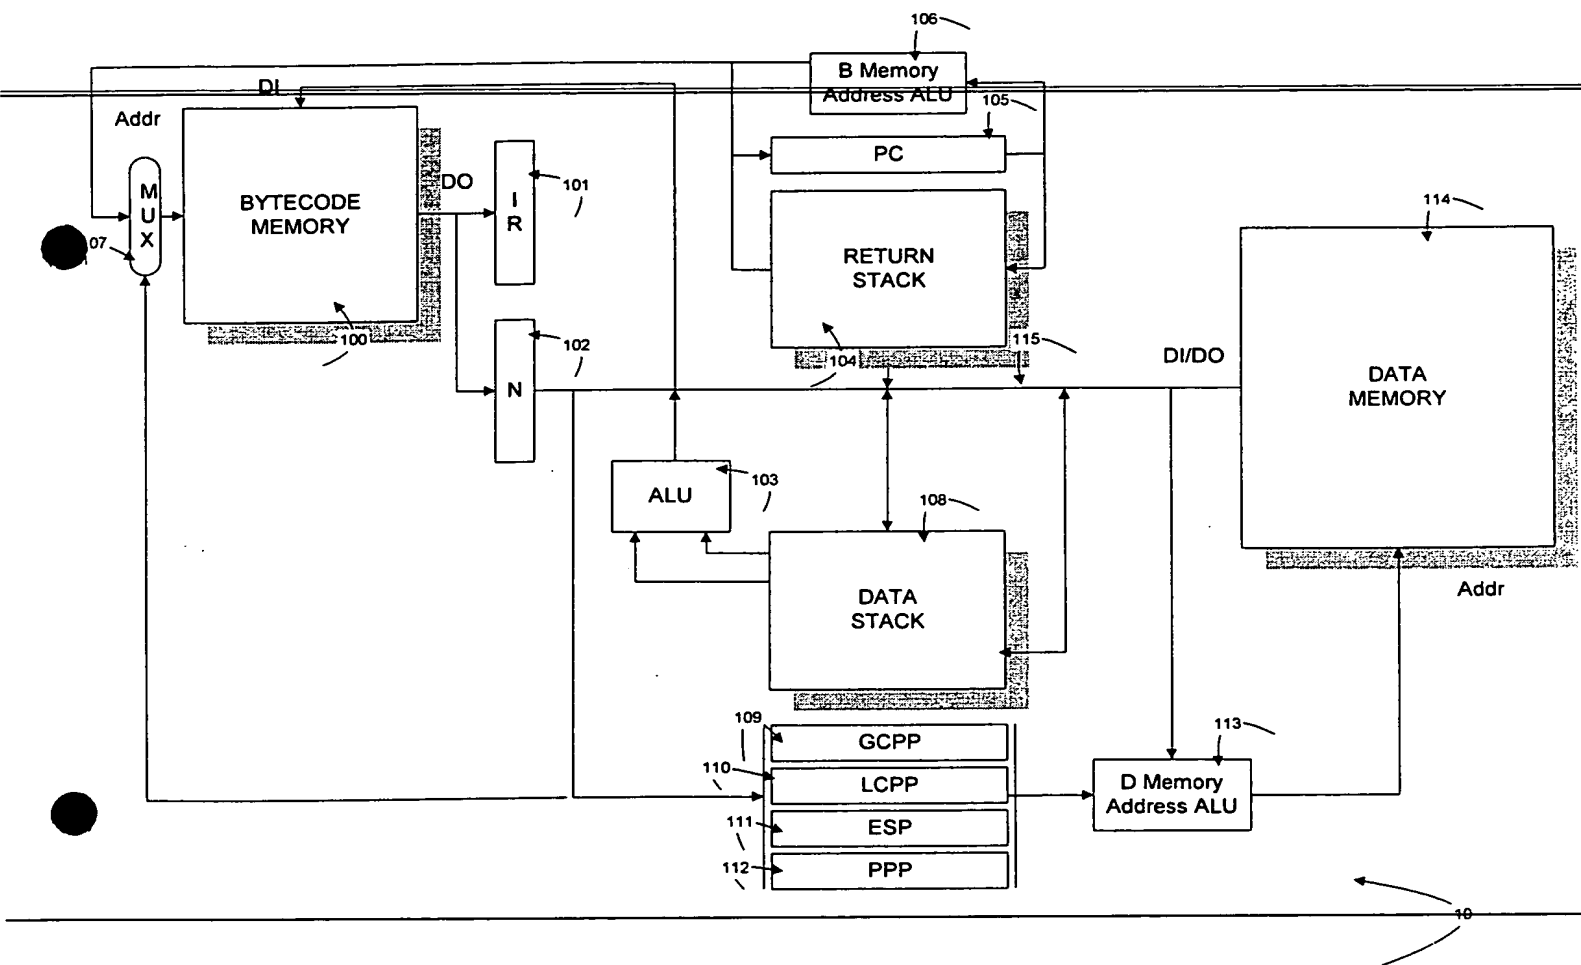 106
B Memory
Address ALU
DI
105
Addr
PC
MUX
BYTECODE
MEMORY
DO
IR
101
07
100
RETURN
STACK
104
115
114
DI/DO
DATA
MEMORY
102
N
ALU
103
108
DATA
STACK
Addr
109
GCPP
110
LCPP
111
ESP
112
PPP
113
D Memory
Address ALU
10